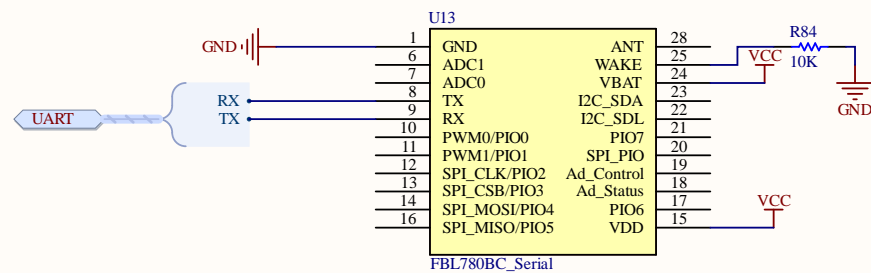 U13
GND 1 GND ANT 28 R84
6 ADC1 WAKE 25 VCC 10K
7 ADC0 VBAT 24
RX 8 TX I2C_SDA 23 GND
UART TX 9 RX I2C_SDL 22
10 PWM0/PIO0 PIO7 21
11 PWM1/PIO1 SPI_PIO 20
12 SPI_CLK/PIO2 Ad_Control 19
13 SPI_CSB/PIO3 Ad_Status 18
14 SPI_MOSI/PIO4 PIO6 17 VCC
16 SPI_MISO/PIO5 VDD 15
FBL780BC_Serial